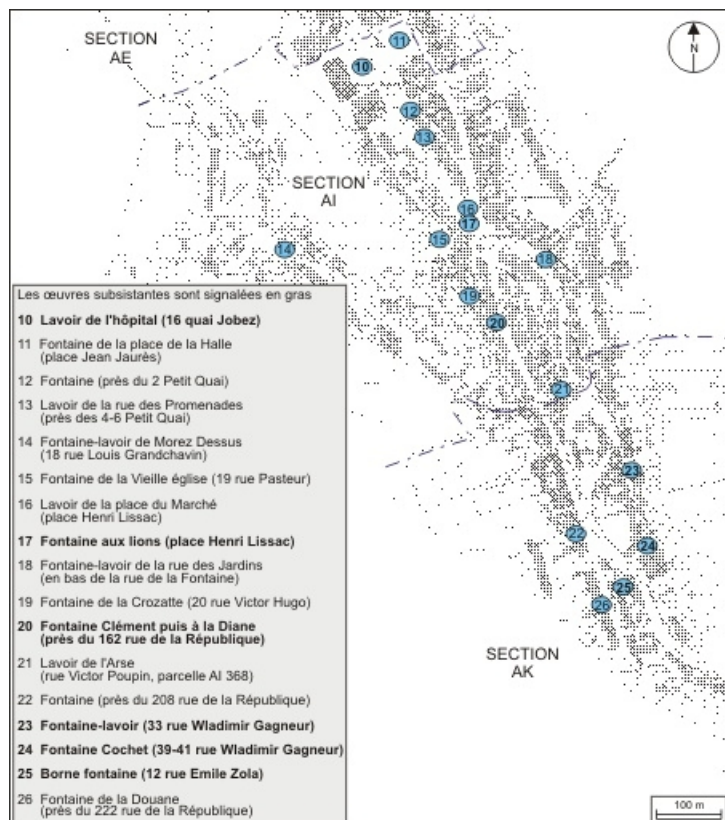 SECTION
AE
11
N
10
12
13
SECTION
AI
16
17
15
14
18
19
20
21
23
22
24
25
26
SECTION
AK
100 m
Les œuvres subsistantes sont signalées en gras
10 Lavoir de l'hôpital (16 quai Jobez)
11 Fontaine de la place de la Halle
(place Jean Jaurès)
12 Fontaine (près du 2 Petit Quai)
13 Lavoir de la rue des Promenades
(près des 4-6 Petit Quai)
14 Fontaine-lavoir de Morez Dessus
(18 rue Louis Grandchavin)
15 Fontaine de la Vieille église (19 rue Pasteur)
16 Lavoir de la place du Marché
(place Henri Lissac)
17 Fontaine aux lions (place Henri Lissac)
18 Fontaine-lavoir de la rue des Jardins
(en bas de la rue de la Fontaine)
19 Fontaine de la Crozatte (20 rue Victor Hugo)
20 Fontaine Clément puis à la Diane
(près du 162 rue de la République)
21 Lavoir de l'Arse
(rue Victor Poupin, parcelle AI 368)
22 Fontaine (près du 208 rue de la République)
23 Fontaine-lavoir (33 rue Wladimir Gagneur)
24 Fontaine Cochet (39-41 rue Wladimir Gagneur)
25 Borne fontaine (12 rue Emile Zola)
26 Fontaine de la Douane
(près du 222 rue de la République)